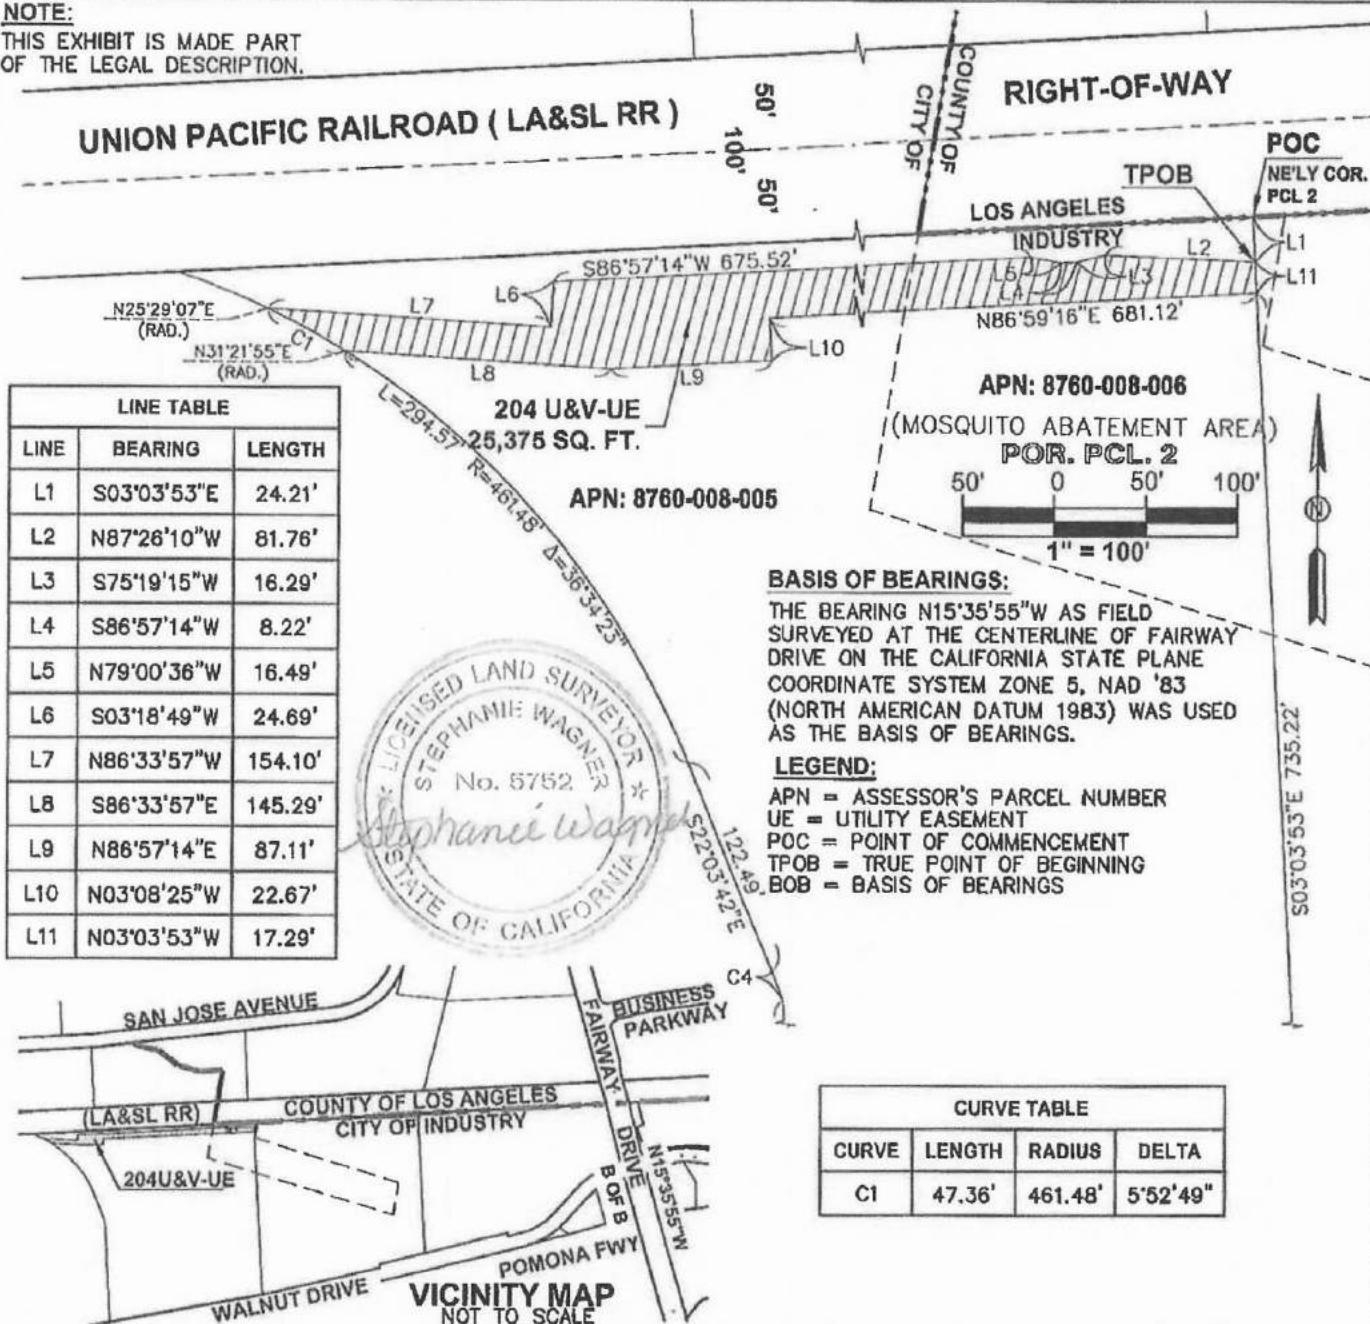 NOTE:
THIS EXHIBIT IS MADE PART
OF THE LEGAL DESCRIPTION.
UNION PACIFIC RAILROAD ( LA&SL RR )
RIGHT-OF-WAY
50'
100'
50'
CITY OF
COUNTY OF
POC
NE'LY COR.
PCL 2
TPOB
LOS ANGELES
INDUSTRY
L1
L2
L11
L5
L4
L3
S86°57'14"W 675.52'
N86°59'16"E 681.12'
L6
L7
N25°29'07"E
(RAD.)
C1
N31°21'55"E
(RAD.)
L8
L9
L10
204 U&V-UE
25,375 SQ. FT.
L=294.57' R=461.48' Δ=36°34'23"
APN: 8760-008-005
APN: 8760-008-006
(MOSQUITO ABATEMENT AREA)
POR. PCL. 2
50' 0 50' 100'
1" = 100'
N
LINE TABLE
LINE BEARING LENGTH
L1 S03°03'53"E 24.21'
L2 N87°26'10"W 81.76'
L3 S75°19'15"W 16.29'
L4 S86°57'14"W 8.22'
L5 N79°00'36"W 16.49'
L6 S03°18'49"W 24.69'
L7 N86°33'57"W 154.10'
L8 S86°33'57"E 145.29'
L9 N86°57'14"E 87.11'
L10 N03°08'25"W 22.67'
L11 N03°03'53"W 17.29'
BASIS OF BEARINGS:
THE BEARING N15°35'55"W AS FIELD
SURVEYED AT THE CENTERLINE OF FAIRWAY
DRIVE ON THE CALIFORNIA STATE PLANE
COORDINATE SYSTEM ZONE 5, NAD '83
(NORTH AMERICAN DATUM 1983) WAS USED
AS THE BASIS OF BEARINGS.
LEGEND:
APN = ASSESSOR'S PARCEL NUMBER
UE = UTILITY EASEMENT
POC = POINT OF COMMENCEMENT
TPOB = TRUE POINT OF BEGINNING
BOB = BASIS OF BEARINGS
LICENSED LAND SURVEYOR
STEPHANIE WAGNER
No. 5752
Stephanie Wagner
STATE OF CALIFORNIA
122.49'
S22°03'42"E
C4
S03°03'53"E 735.22'
SAN JOSE AVENUE
(LA&SL RR)
COUNTY OF LOS ANGELES
CITY OF INDUSTRY
204U&V-UE
FAIRWAY DRIVE
BUSINESS
PARKWAY
N15°35'55"W
B OF B
POMONA FWY
WALNUT DRIVE
VICINITY MAP
NOT TO SCALE
CURVE TABLE
CURVE LENGTH RADIUS DELTA
C1 47.36' 461.48' 5°52'49"